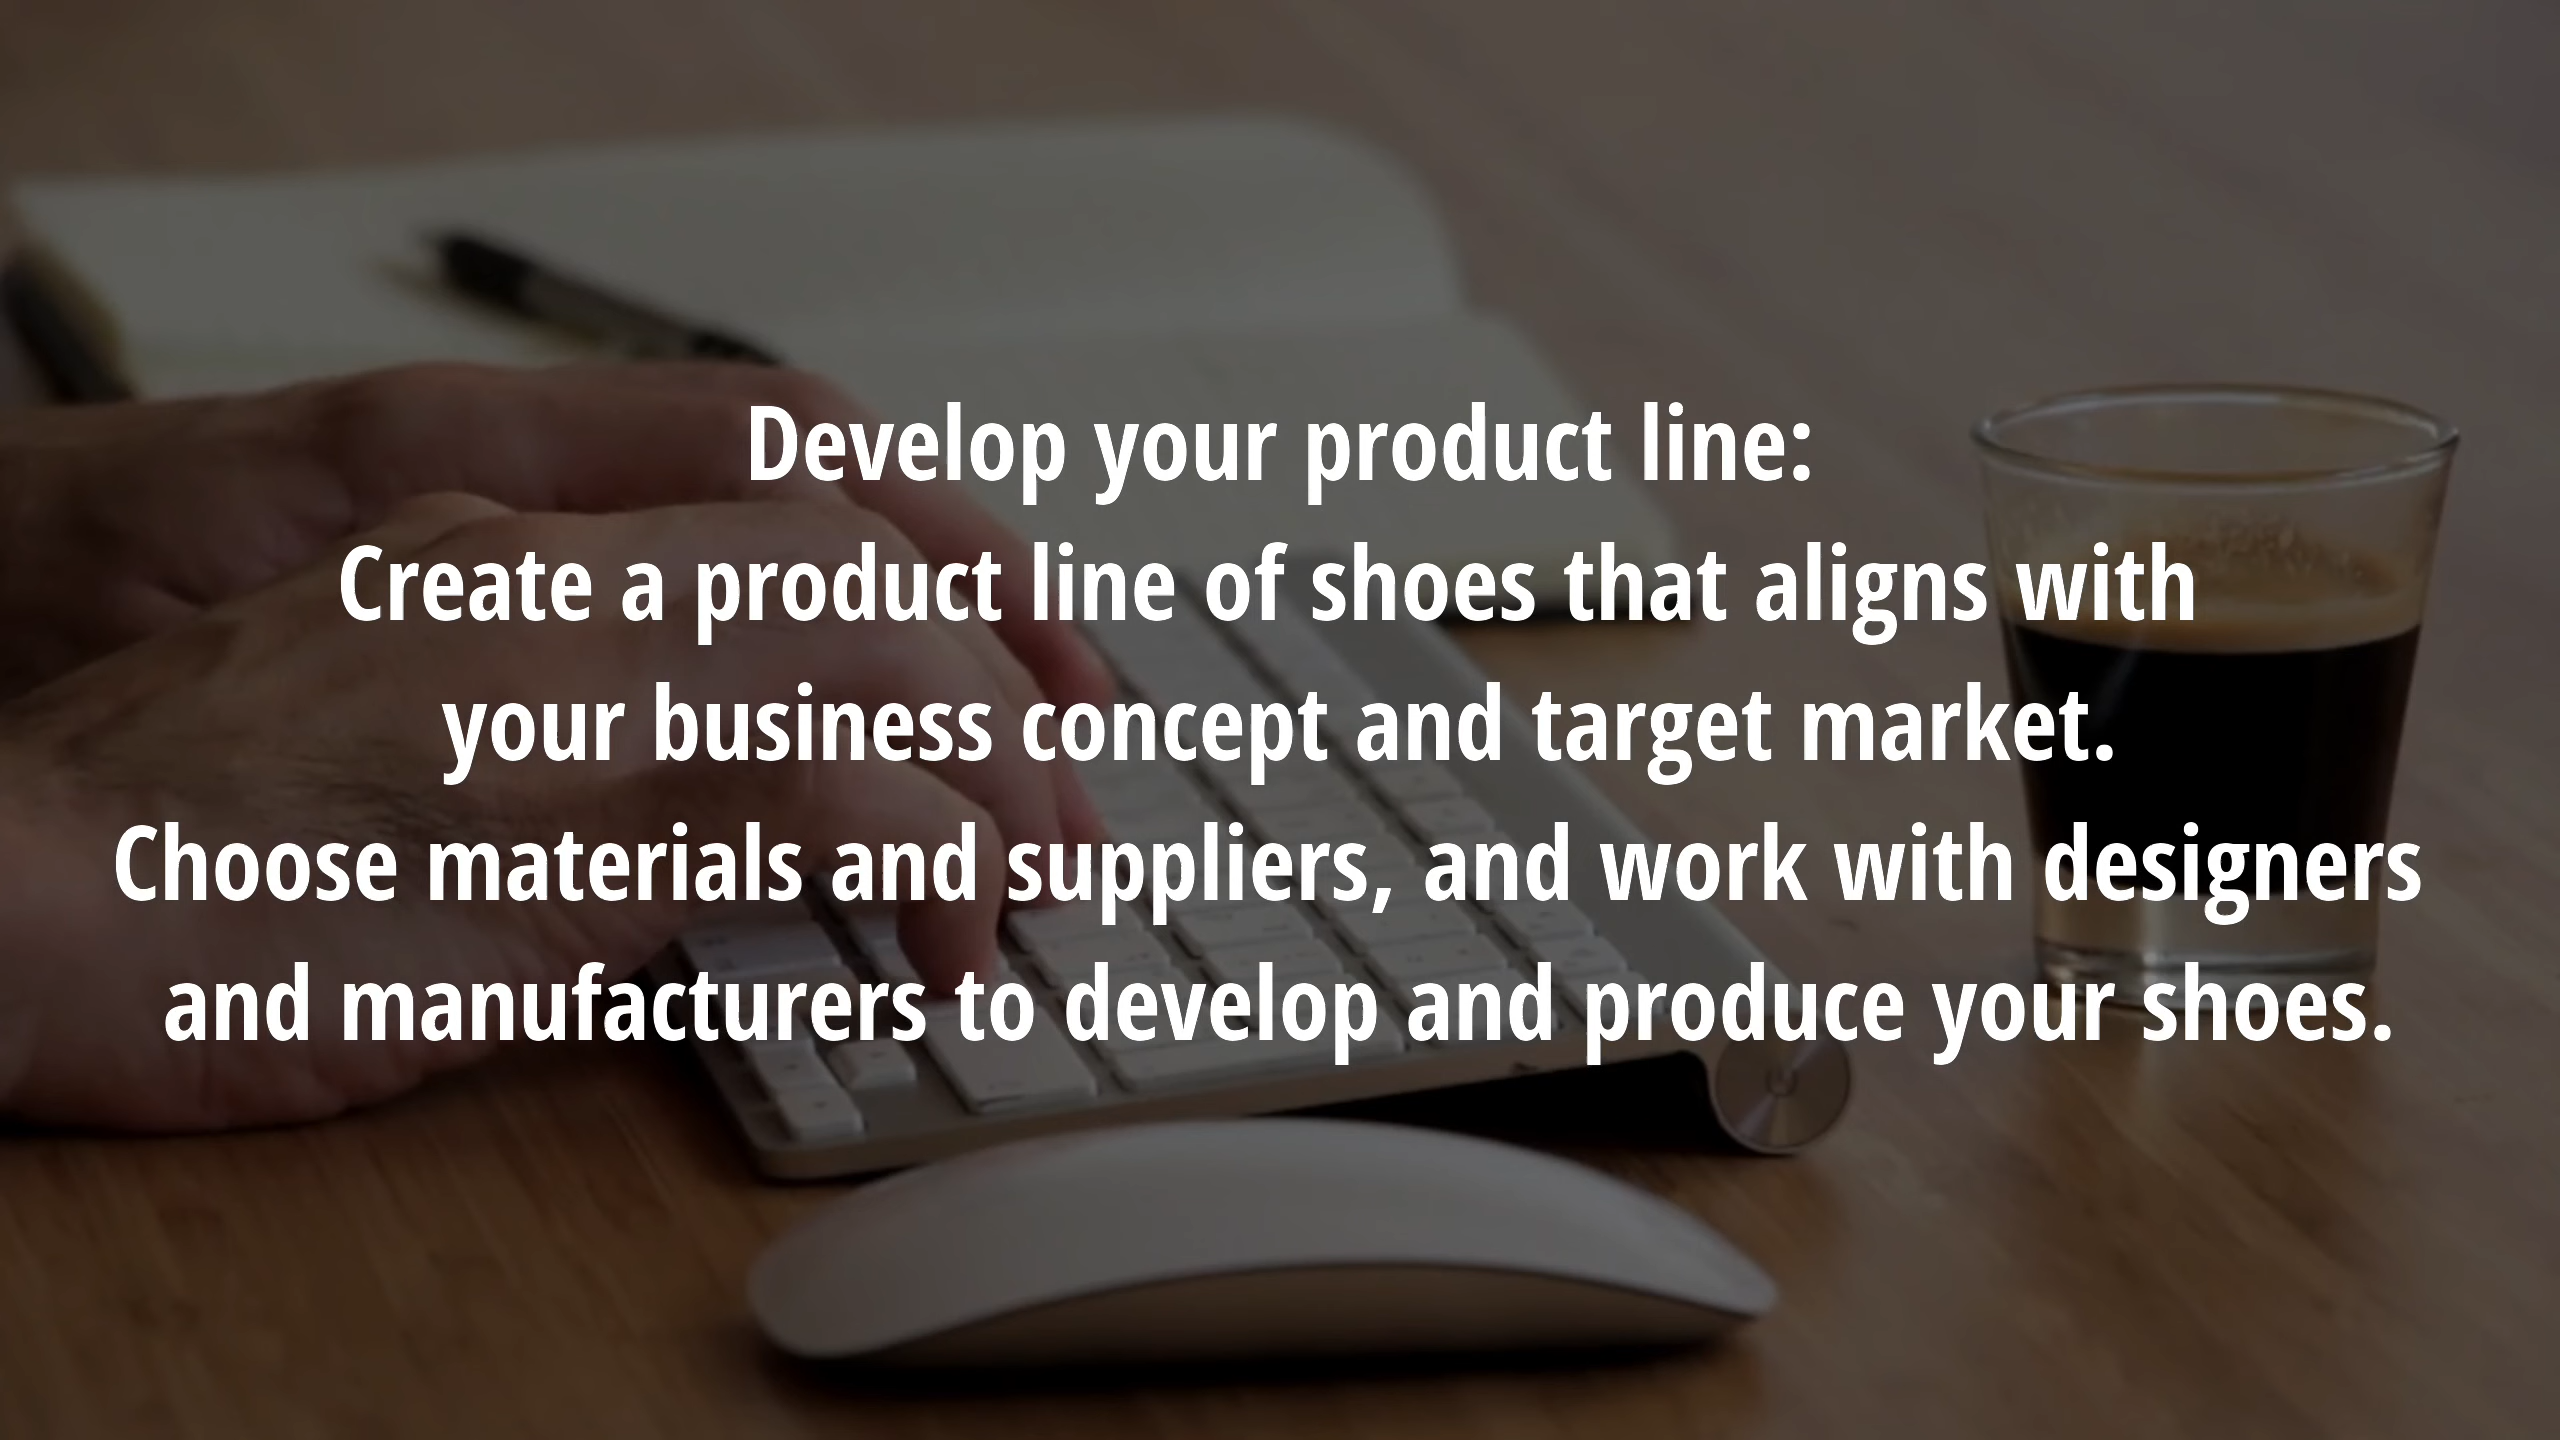 Develop your product line:
Create a product line of shoes that aligns with
your business concept and target market.
Choose materials and suppliers, and work with designers
and manufacturers to develop and produce your shoes.